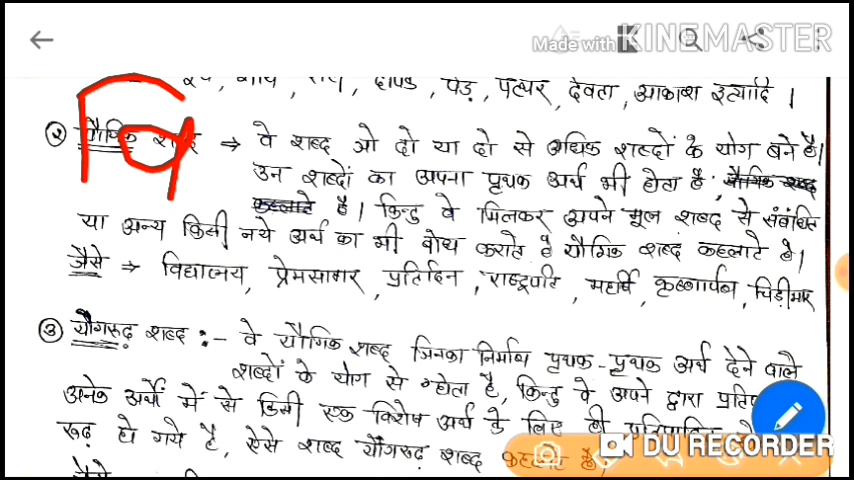 Made with KINEMASTER
पेड़, पत्थर, देवता, आकाश इत्यादि ।
② यौगिक शब्द → वे शब्द जो दो या दो से अधिक शब्दों के योग बने है।
उन शब्दों का अपना पृथक अर्थ भी होता है, यौगिक शब्द
कहलाते है। किन्तु वे मिलकर अपने मूल शब्द से संबंधित
या अन्य किसी नये अर्थ का भी बोध कराते है यौगिक शब्द कहलाते है।
जैसे → विद्यालय, प्रेमसागर, प्रतिदिन, राष्ट्रपति, महर्षि, कृष्णार्पण, चिड़ीमार
③ योगरूढ़ शब्द :- वे यौगिक शब्द जिनका निर्माण पृथक-पृथक अर्थ देने वाले
शब्दों के योग से होता है, किन्तु वे अपने द्वारा
अनेक अर्थों में से किसी एक विशेष अर्थ के लिए ही
रूढ़ हो गये है, ऐसे शब्द योगरूढ़ शब्द कहलाते है।
DU RECORDER